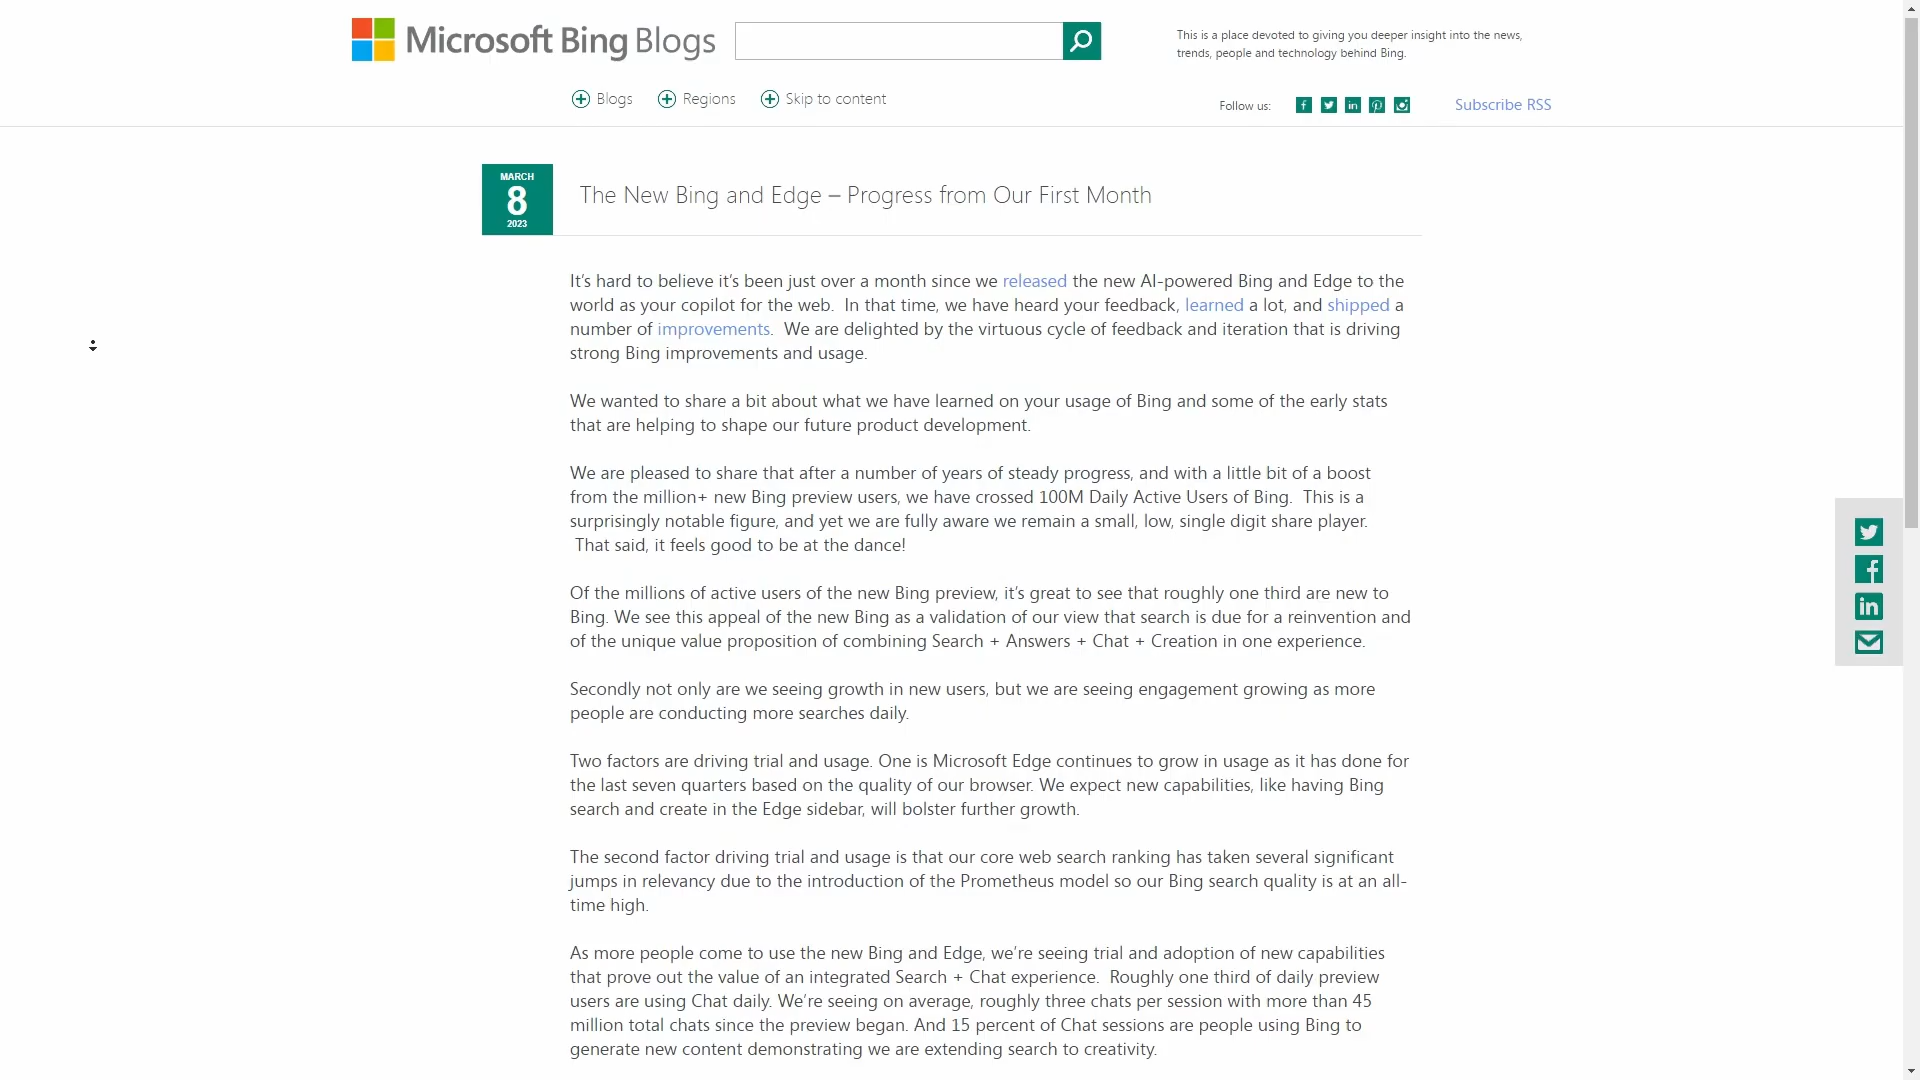 Microsoft Bing Blogs
This is a place devoted to giving you deeper insight into the news,
trends, people and technology behind Bing.
Blogs
Regions
Skip to content
Follow us:
Subscribe RSS
MARCH
8
2023
The New Bing and Edge – Progress from Our First Month
It's hard to believe it's been just over a month since we released the new AI-powered Bing and Edge to the
world as your copilot for the web.  In that time, we have heard your feedback, learned a lot, and shipped a
number of improvements.  We are delighted by the virtuous cycle of feedback and iteration that is driving
strong Bing improvements and usage.
We wanted to share a bit about what we have learned on your usage of Bing and some of the early stats
that are helping to shape our future product development.
We are pleased to share that after a number of years of steady progress, and with a little bit of a boost
from the million+ new Bing preview users, we have crossed 100M Daily Active Users of Bing.  This is a
surprisingly notable figure, and yet we are fully aware we remain a small, low, single digit share player.
That said, it feels good to be at the dance!
Of the millions of active users of the new Bing preview, it's great to see that roughly one third are new to
Bing. We see this appeal of the new Bing as a validation of our view that search is due for a reinvention and
of the unique value proposition of combining Search + Answers + Chat + Creation in one experience.
Secondly not only are we seeing growth in new users, but we are seeing engagement growing as more
people are conducting more searches daily.
Two factors are driving trial and usage. One is Microsoft Edge continues to grow in usage as it has done for
the last seven quarters based on the quality of our browser. We expect new capabilities, like having Bing
search and create in the Edge sidebar, will bolster further growth.
The second factor driving trial and usage is that our core web search ranking has taken several significant
jumps in relevancy due to the introduction of the Prometheus model so our Bing search quality is at an all-
time high.
As more people come to use the new Bing and Edge, we're seeing trial and adoption of new capabilities
that prove out the value of an integrated Search + Chat experience.  Roughly one third of daily preview
users are using Chat daily. We're seeing on average, roughly three chats per session with more than 45
million total chats since the preview began. And 15 percent of Chat sessions are people using Bing to
generate new content demonstrating we are extending search to creativity.